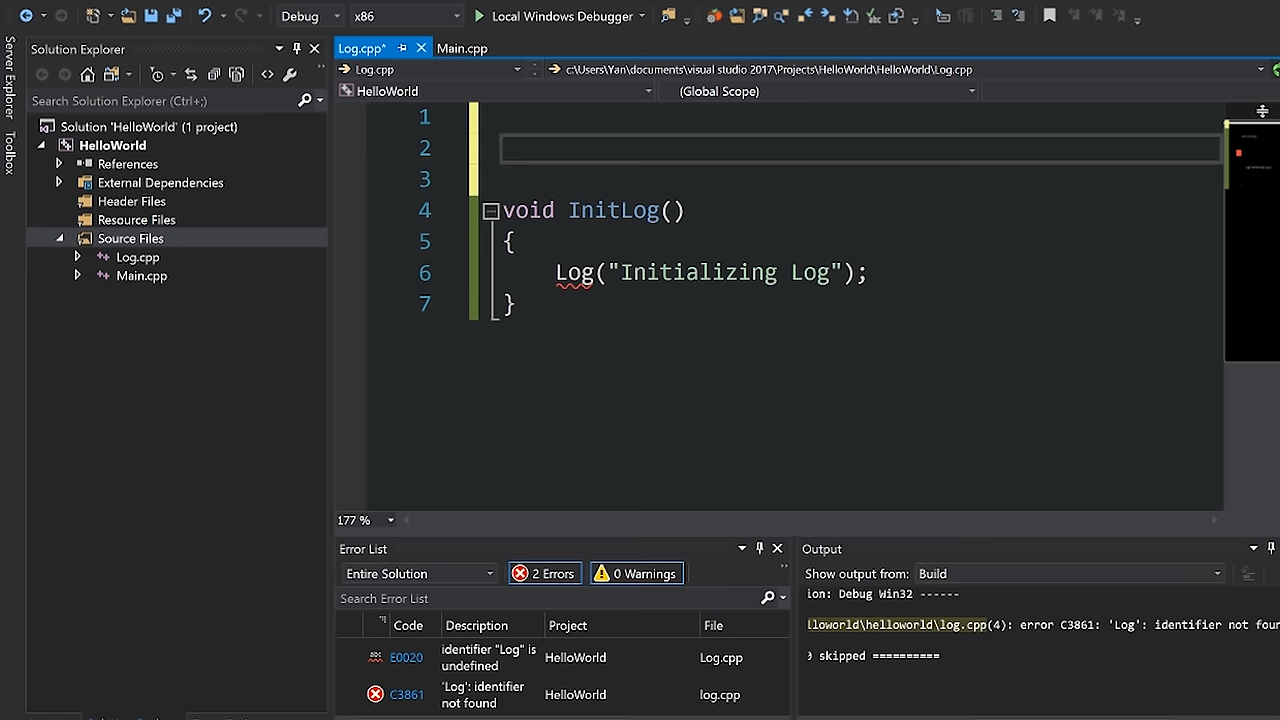 Debug
x86
Local Windows Debugger
Server Explorer
Toolbox
Solution Explorer
Search Solution Explorer (Ctrl+;)
Solution 'HelloWorld' (1 project)
HelloWorld
References
External Dependencies
Header Files
Resource Files
Source Files
Log.cpp
Main.cpp
Log.cpp*
Main.cpp
Log.cpp
c:\Users\Yan\documents\visual studio 2017\Projects\HelloWorld\HelloWorld\Log.cpp
HelloWorld
(Global Scope)
1
2
3
4 void InitLog()
5 {
6 Log("Initializing Log");
7 }
177 %
Error List
Entire Solution
2 Errors
0 Warnings
Search Error List
Code Description Project File
E0020 identifier "Log" is undefined HelloWorld Log.cpp
C3861 'Log': identifier not found HelloWorld log.cpp
Output
Show output from: Build
ion: Debug Win32 ------
lloworld\helloworld\log.cpp(4): error C3861: 'Log': identifier not foun
skipped ==========